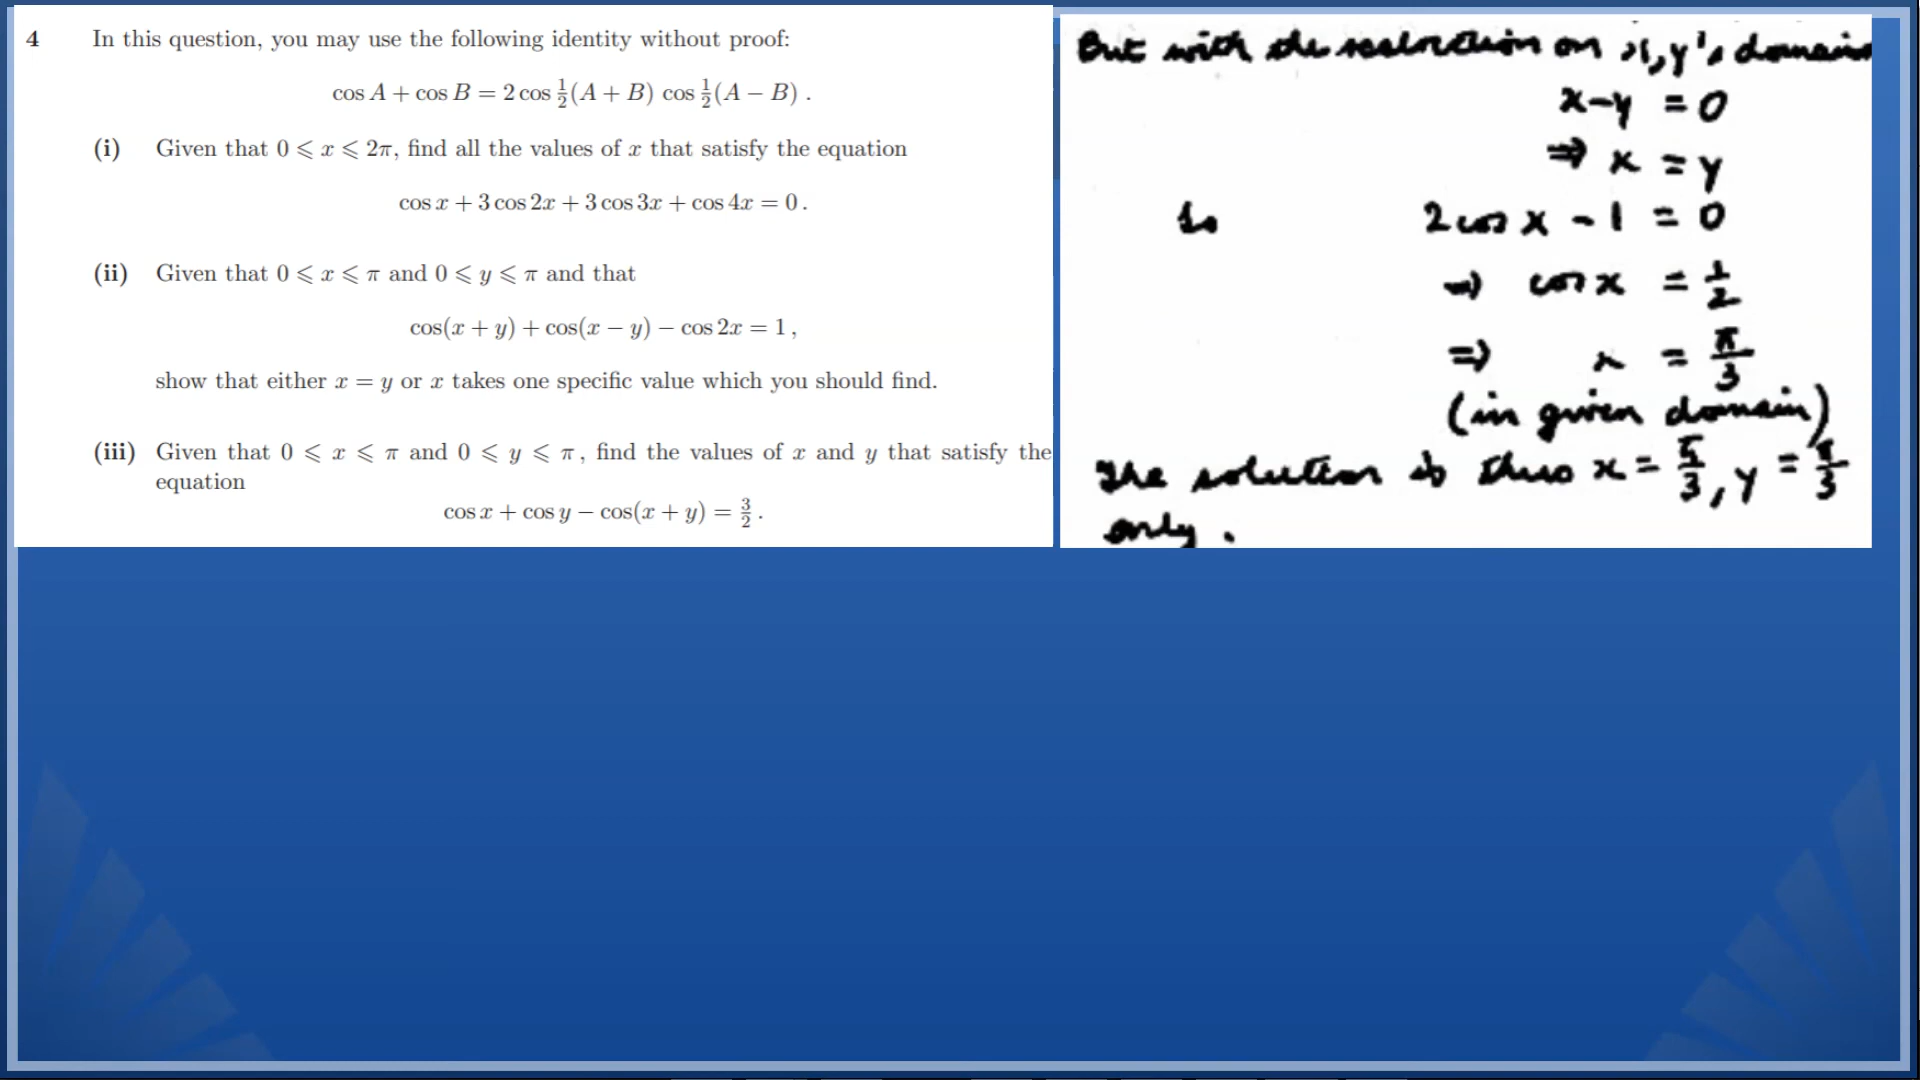 4 In this question, you may use the following identity without proof:
cos A + cos B = 2 cos ½(A + B) cos ½(A − B) .
(i) Given that 0 ⩽ x ⩽ 2π, find all the values of x that satisfy the equation
cos x + 3 cos 2x + 3 cos 3x + cos 4x = 0 .
(ii) Given that 0 ⩽ x ⩽ π and 0 ⩽ y ⩽ π and that
cos(x + y) + cos(x − y) − cos 2x = 1 ,
show that either x = y or x takes one specific value which you should find.
(iii) Given that 0 ⩽ x ⩽ π and 0 ⩽ y ⩽ π, find the values of x and y that satisfy the
equation
cos x + cos y − cos(x + y) = 3/2 .
But with the restriction on x, y's domain
x − y = 0
⇒ x = y
So 2 cos x − 1 = 0
⇒ cos x = 1/2
⇒ x = π/3
(in given domain)
The solution is thus x = π/3, y = π/3
only.